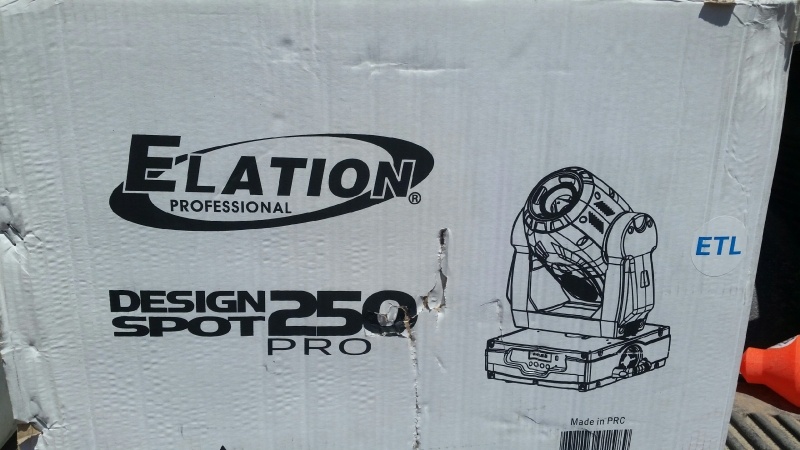 ELATION®
PROFESSIONAL
DESIGN
SPOT 250
PRO
ETL
Made in PRC